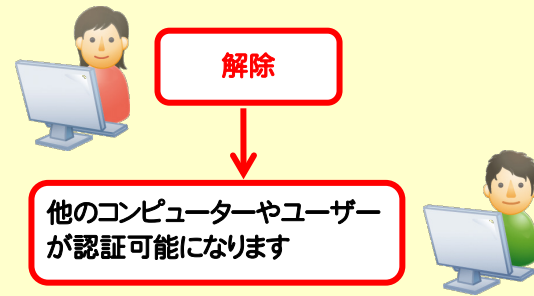 解除
他のコンピューターやユーザー
が認証可能になります